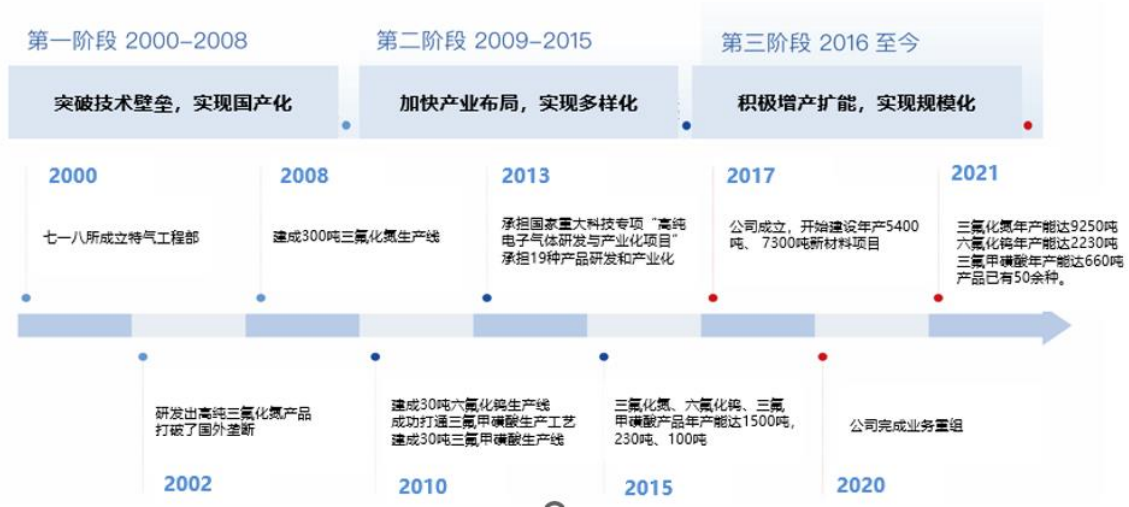 第一阶段 2000-2008
第二阶段 2009-2015
第三阶段 2016 至今
突破技术壁垒，实现国产化
加快产业布局，实现多样化
积极增产扩能，实现规模化
2000
七一八所成立特气工程部
2008
建成300吨三氟化氮生产线
2013
承担国家重大科技专项“高纯
电子气体研发与产业化项目”
承担19种产品研发和产业化
2017
公司成立，开始建设年产5400
吨、 7300吨新材料项目
2021
三氟化氮年产能达9250吨
六氟化钨年产能达2230吨
三氟甲磺酸年产能达660吨
产品已有50余种。
研发出高纯三氟化氮产品
打破了国外垄断
2002
建成30吨六氟化钨生产线
成功打通三氟甲磺酸生产工艺
建成30吨三氟甲磺酸生产线
2010
三氟化氮、六氟化钨、三氟
甲磺酸产品年产能达1500吨，
230吨、100吨
2015
公司完成业务重组
2020